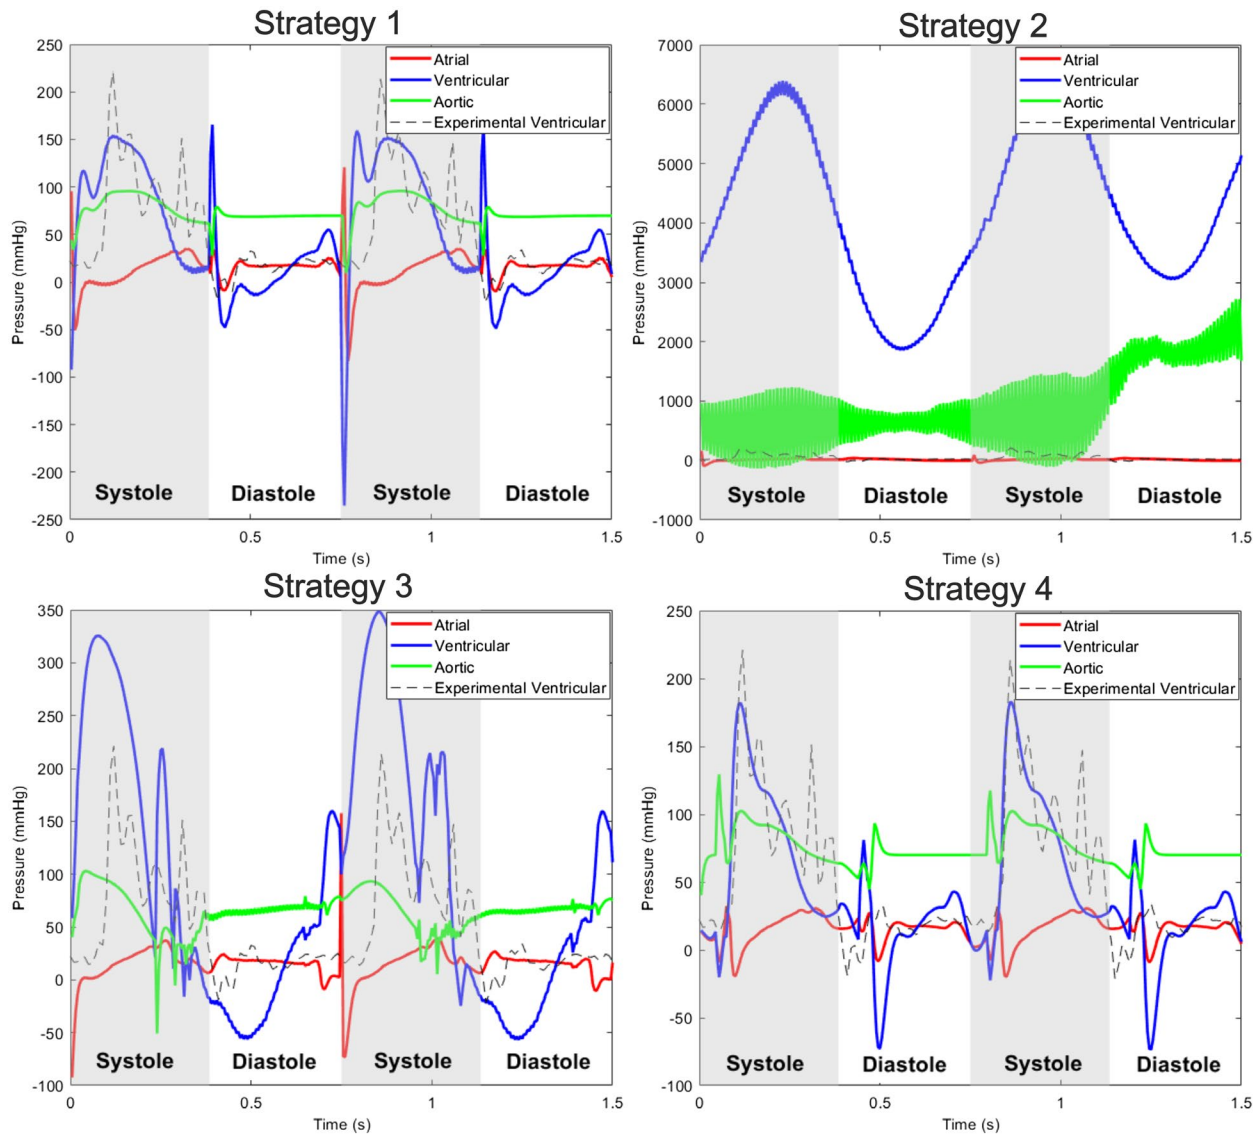 Strategy 1
250
200
150
100
50
0
-50
-100
-150
-200
-250
Pressure (mmHg)
Atrial
Ventricular
Aortic
Experimental Ventricular
Systole
Diastole
Systole
Diastole
0
0.5
1
1.5
Time (s)
Strategy 2
7000
6000
5000
4000
3000
2000
1000
0
-1000
Pressure (mmHg)
Atrial
Ventricular
Aortic
Experimental Ventricular
Systole
Diastole
Systole
Diastole
0
0.5
1
1.5
Time (s)
Strategy 3
350
300
250
200
150
100
50
0
-50
-100
Pressure (mmHg)
Atrial
Ventricular
Aortic
Experimental Ventricular
Systole
Diastole
Systole
Diastole
0
0.5
1
1.5
Time (s)
Strategy 4
250
200
150
100
50
0
-50
-100
Pressure (mmHg)
Atrial
Ventricular
Aortic
Experimental Ventricular
Systole
Diastole
Systole
Diastole
0
0.5
1
1.5
Time (s)